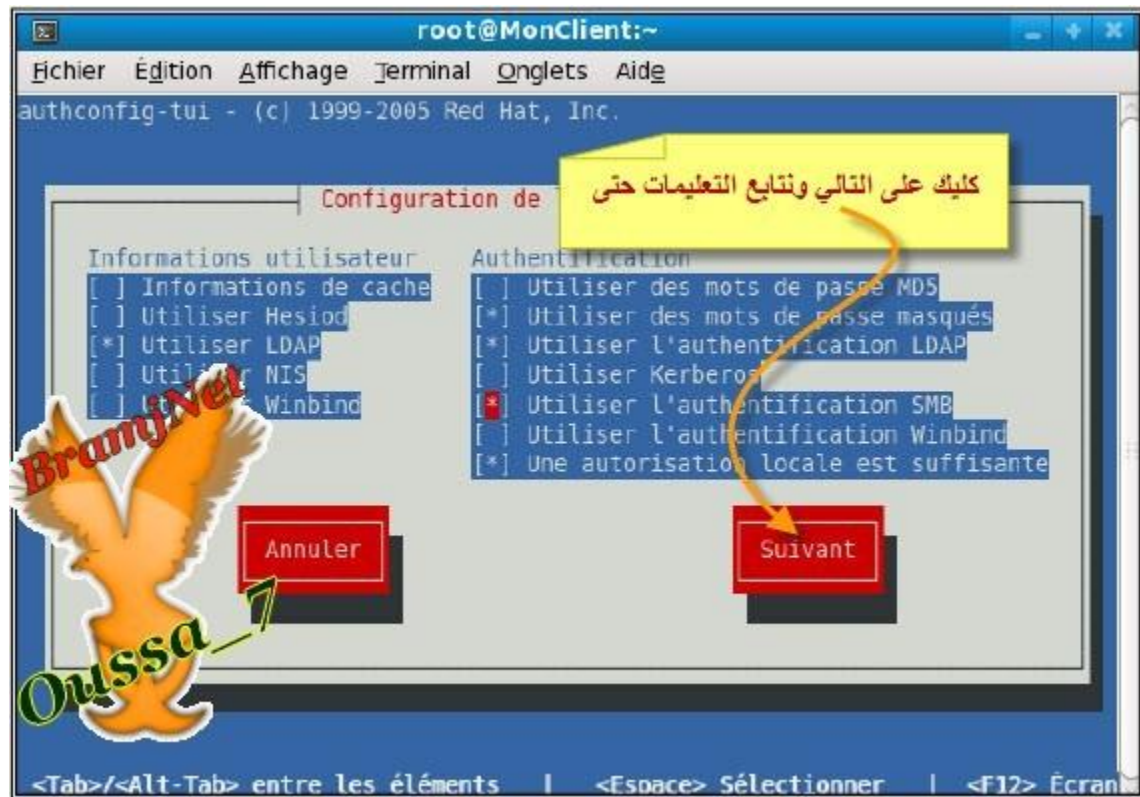 root@MonClient:~
Fichier Édition Affichage Terminal Onglets Aide
authconfig-tui - (c) 1999-2005 Red Hat, Inc.
كليك على التالي ونتابع التعليمات حتى
Configuration de
Informations utilisateur Authentification
[ ] Informations de cache [ ] Utiliser des mots de passe MD5
[ ] Utiliser Hesiod [*] Utiliser des mots de passe masqués
[*] Utiliser LDAP [*] Utiliser l'authentification LDAP
[ ] Utiliser NIS [ ] Utiliser Kerberos
[ ] Winbind [*] Utiliser l'authentification SMB
[ ] Utiliser l'authentification Winbind
[*] Une autorisation locale est suffisante
BramjNet
Annuler Suivant
Oussa_7
<Tab>/<Alt-Tab> entre les éléments | <Espace> Sélectionner | <F12> Écran